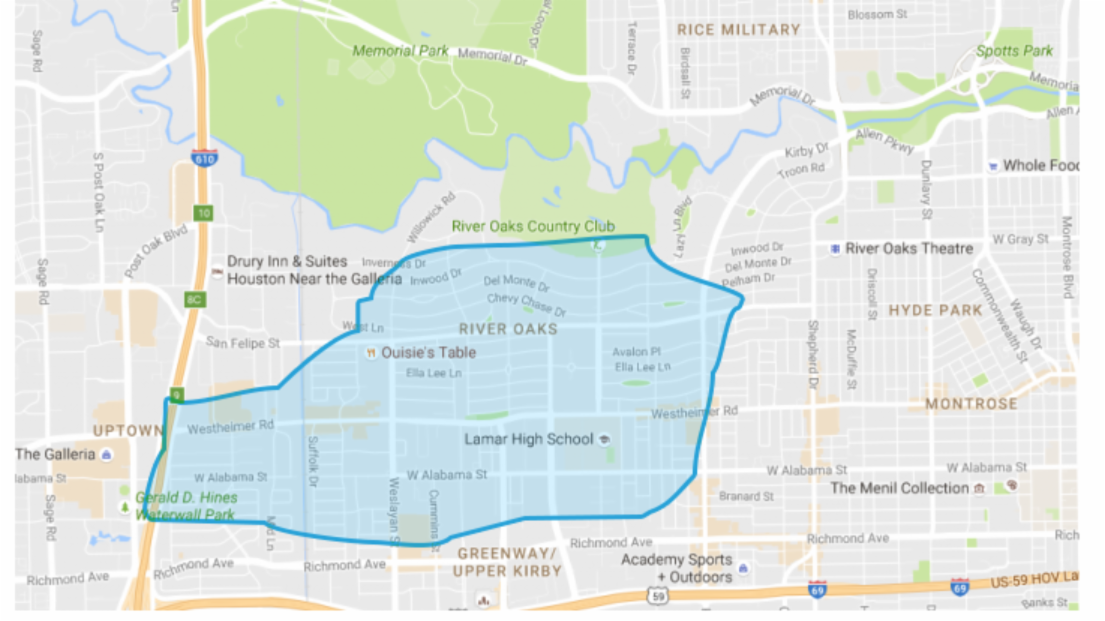 Blossom St
RICE MILITARY
Memorial Park
Memorial Dr
W Loop Dr
Terrace Dr
Birdsall St
Spotts Park
Sage Rd
Memorial Dr
Memoria
Allen
Allen Pkwy
610
Kirby Dr
Troon Rd
Dunlavy St
Whole Food
S Post Oak Ln
10
Willowick Rd
River Oaks Country Club
Lazy Ln Blvd
Post Oak Blvd
W Gray St
Montrose Blvd
River Oaks Theatre
Inwood Dr
Del Monte Dr
Pelham Dr
Drury Inn & Suites
Houston Near the Galleria
Inverness Dr
Inwood Dr
Del Monte Dr
Chevy Chase Dr
Sage Rd
8C
Driscoll St
HYDE PARK
Commonwealth St
Waugh Dr
West Ln
RIVER OAKS
San Felipe St
Ouisie's Table
Avalon Pl
Ella Lee Ln
Ella Lee Ln
Shepherd Dr
McDuffie St
9
MONTROSE
Westheimer Rd
Westheimer Rd
UPTOWN
The Galleria
Lamar High School
Suffolk Dr
labama St
W Alabama St
W Alabama St
W Alabama St
W Alabama St
Weslayan S
Cummins St
Branard St
The Menil Collection
Gerald D. Hines
Waterwall Park
Sage Rd
Mid Ln
Richmond Ave
Richmond Ave
Rich
GREENWAY/
UPPER KIRBY
Academy Sports
+ Outdoors
Richmond Ave
Richmond Ave
Richmond Ave
59
69
69
US-59 HOV La
Banks St